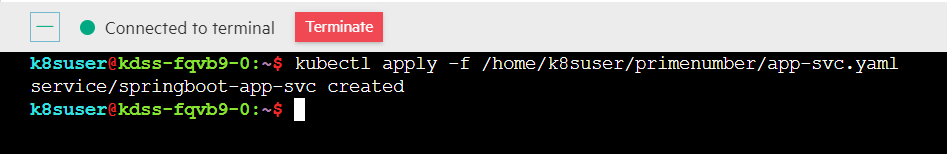 Connected to terminal Terminate
k8suser@kdss-fqvb9-0:~$ kubectl apply -f /home/k8suser/primenumber/app-svc.yaml
service/springboot-app-svc created
k8suser@kdss-fqvb9-0:~$